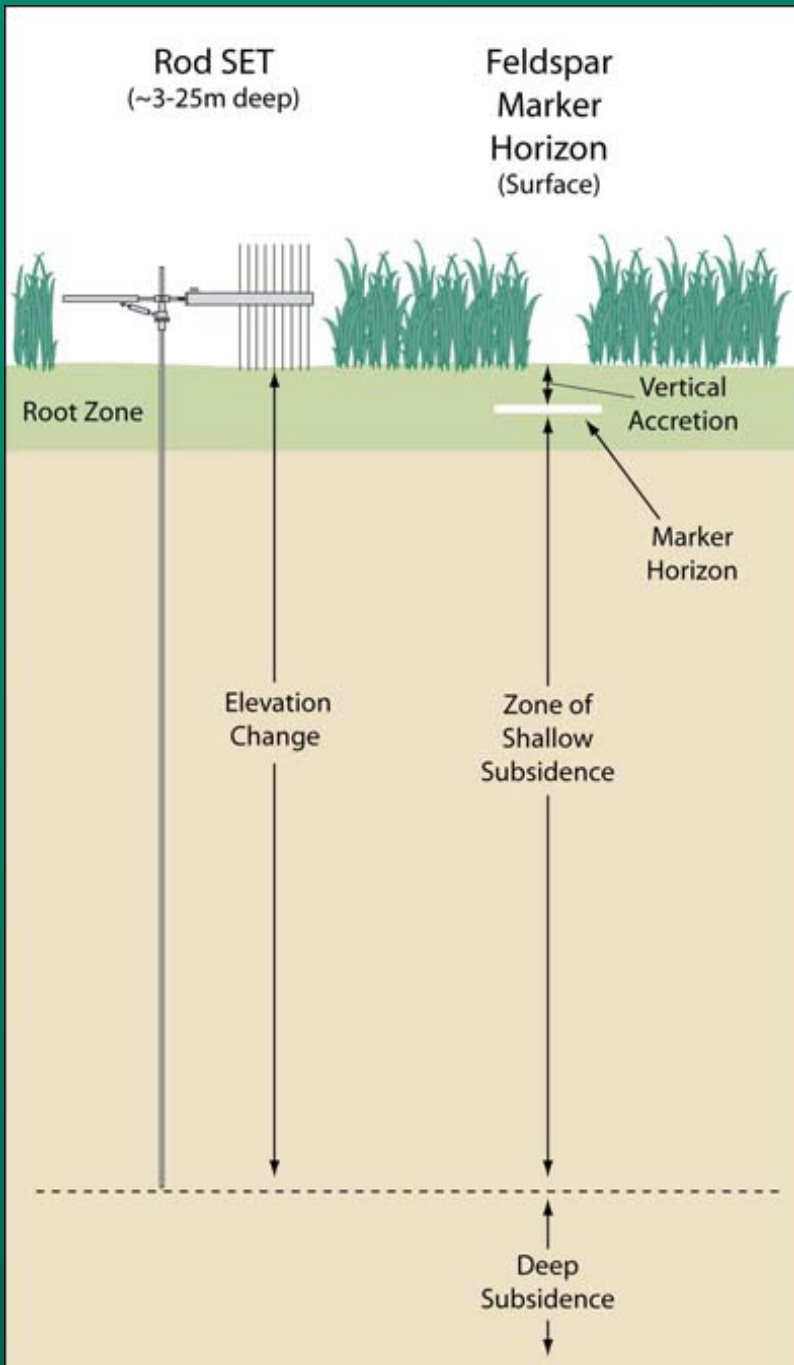 Rod SET
(~3-25m deep)
Feldspar
Marker
Horizon
(Surface)
Root Zone
Vertical
Accretion
Marker
Horizon
Elevation
Change
Zone of
Shallow
Subsidence
Deep
Subsidence